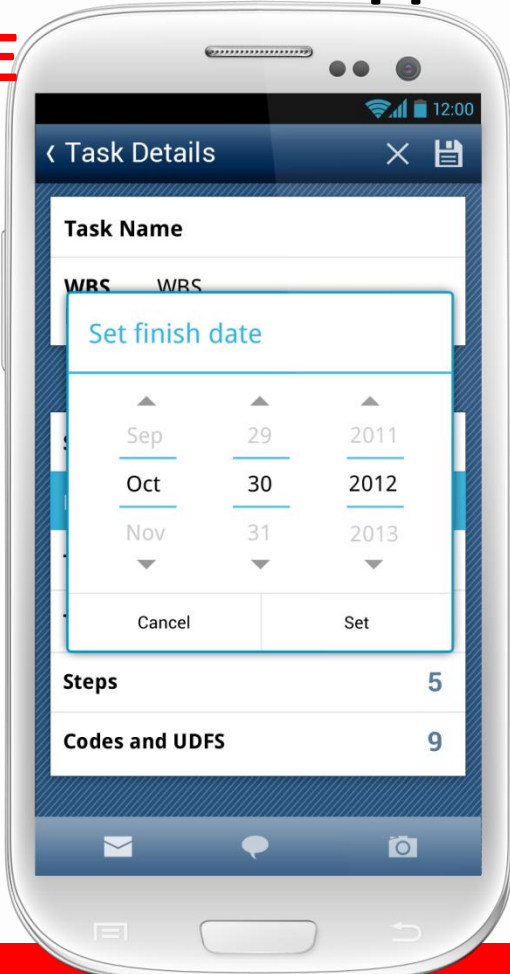 12:00
Task Details
Task Name
WBS WBS
Set finish date
Sep 29 2011
Oct 30 2012
Nov 31 2013
Cancel Set
Steps 5
Codes and UDFS 9